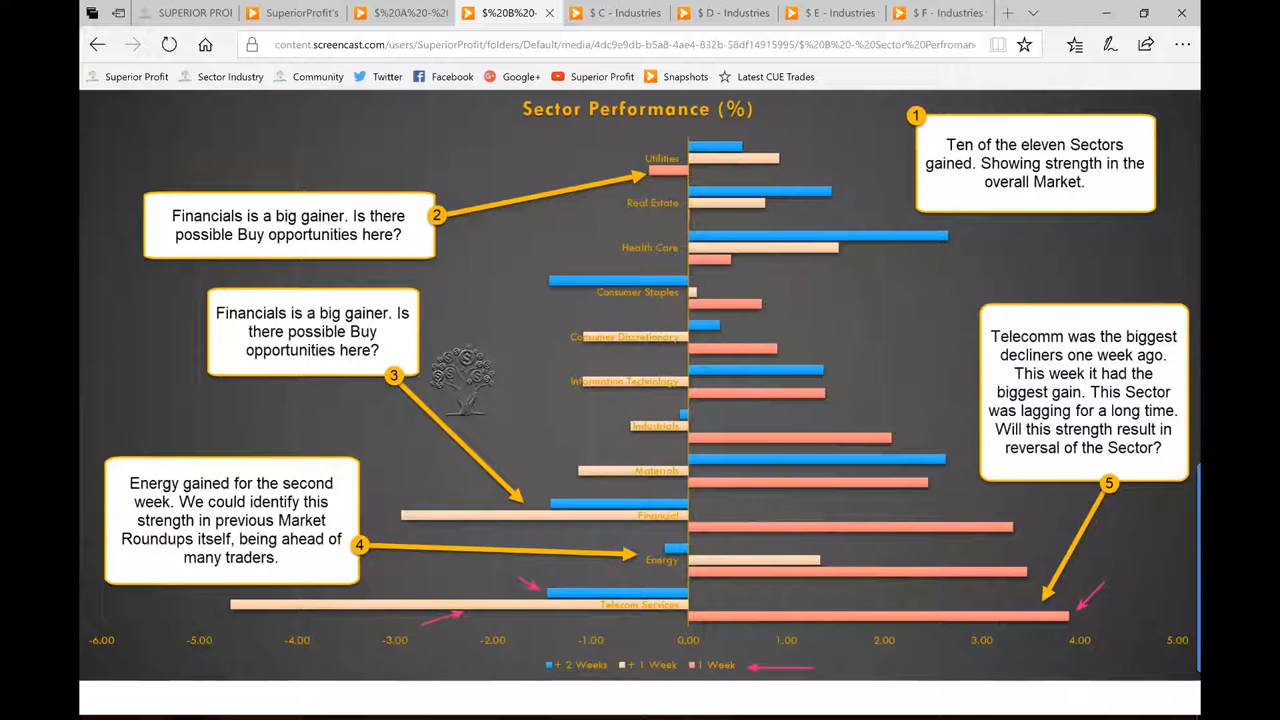 SUPERIOR PROF
SuperiorProfit's
$%20A%20-%20
$%20B%20-
$ C - Industries
$ D - Industries
$ E - Industries
$ F - Industries
content.screencast.com/users/SuperiorProfit/folders/Default/media/4dc9e9db-b5a8-4ae4-832b-58df14915995/$%20B%20-%20Sector%20Perfroman
Superior Profit
Sector Industry
Community
Twitter
Facebook
Google+
Superior Profit
Snapshots
Latest CUE Trades
Sector Performance (%)
1
Ten of the eleven Sectors
gained. Showing strength in the
overall Market.
Utilities
Financials is a big gainer. Is there
possible Buy opportunities here?
2
Real Estate
Health Care
Consumer Staples
Financials is a big gainer. Is
there possible Buy
opportunities here?
3
Consumer Discretionary
Information Technology
Industrials
Materials
Telecomm was the biggest
decliners one week ago.
This week it had the
biggest gain. This Sector
was lagging for a long time.
Will this strength result in
reversal of the Sector?
5
Energy gained for the second
week. We could identify this
strength in previous Market
Roundups itself, being ahead of
many traders.
4
Financial
Energy
Telecom Services
-6.00 -5.00 -4.00 -3.00 -2.00 -1.00 0.00 1.00 2.00 3.00 4.00 5.00
+ 2 Weeks + 1 Week 1 Week